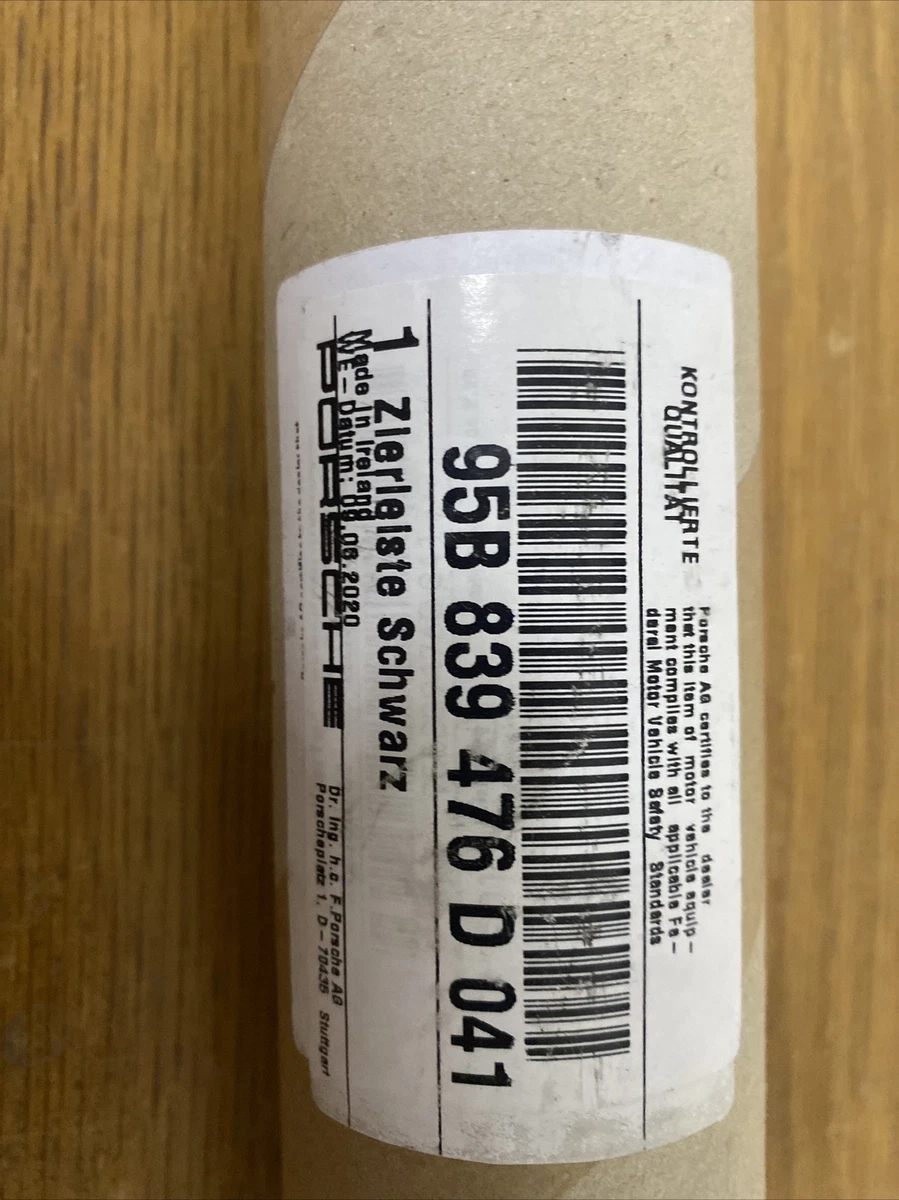 KONTROLLIERTE
QUALITÄT
Porsche AG certifies to the dealer
that this item of motor vehicle equip-
ment complies with all applicable Fe-
deral Motor Vehicle Safety Standards
95B 839 476 D 041
1 Zierleiste Schwarz
Made in Ireland
WE-Datum: 06.2020
PORSCHE
Dr. Ing. h.c. F.Porsche AG
Porscheplatz 1, D-70435 Stuttgart